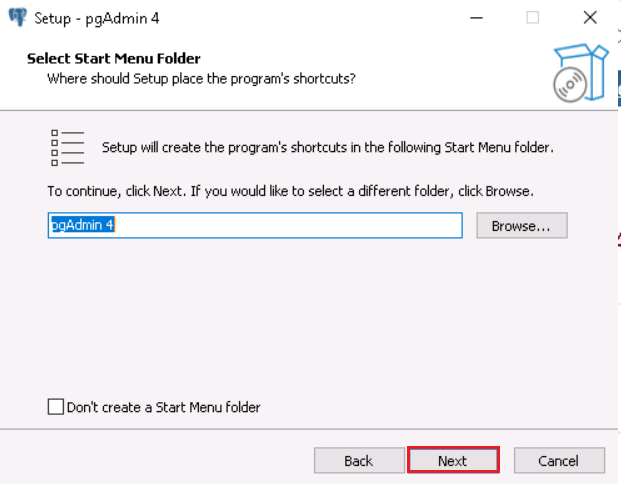 Setup - pgAdmin 4
Select Start Menu Folder
Where should Setup place the program's shortcuts?
Setup will create the program's shortcuts in the following Start Menu folder.
To continue, click Next. If you would like to select a different folder, click Browse.
pgAdmin 4
Browse...
Don't create a Start Menu folder
Back
Next
Cancel